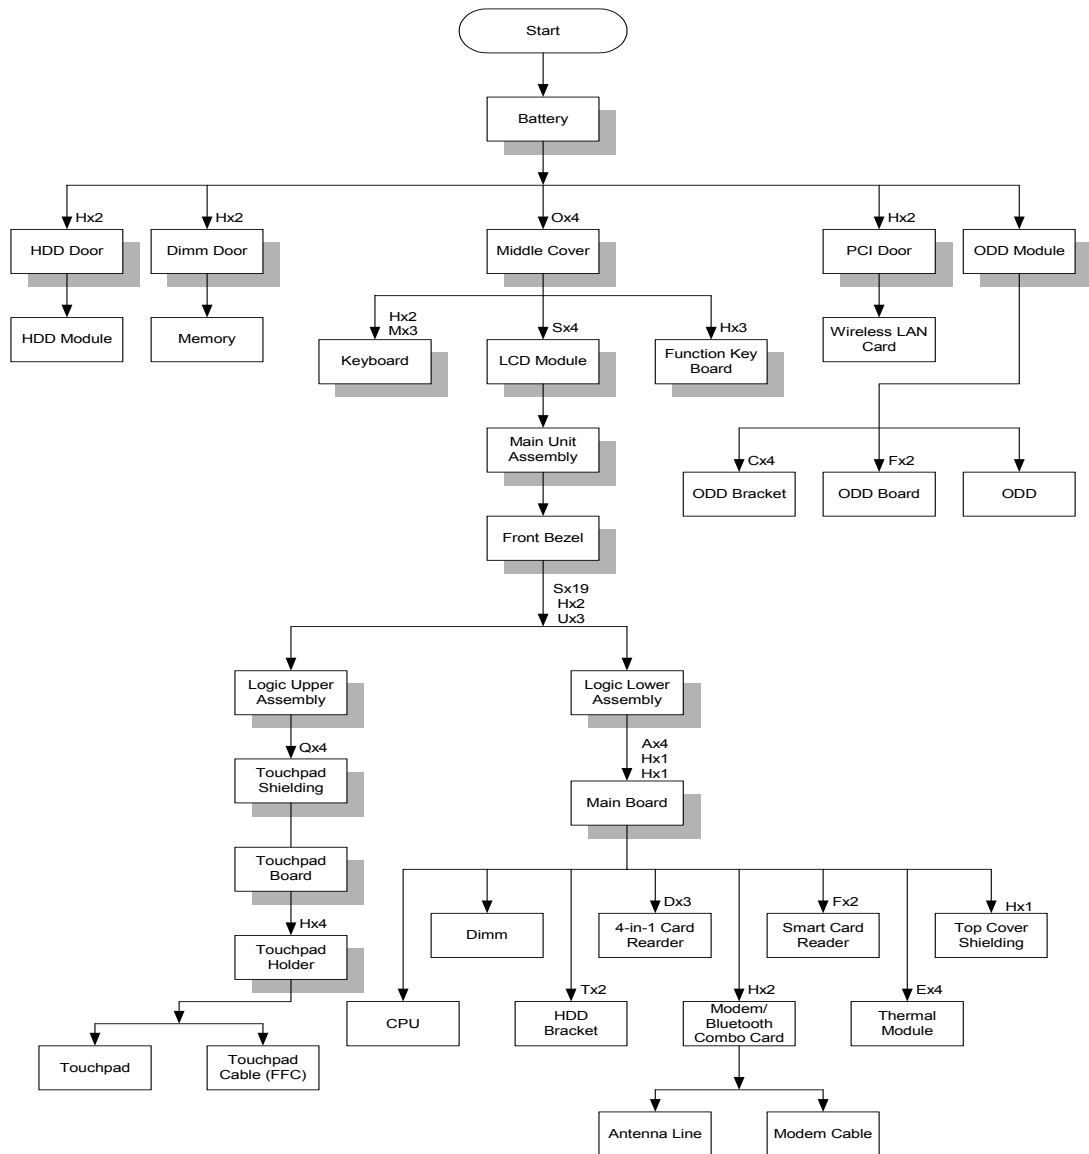 Start
Battery
Hx2
Hx2
Ox4
Hx2
HDD Door
Dimm Door
Middle Cover
PCI Door
ODD Module
Hx2
Mx3
Sx4
Hx3
HDD Module
Memory
Keyboard
LCD Module
Function Key
Board
Wireless LAN
Card
Main Unit
Assembly
Cx4
Fx2
ODD Bracket
ODD Board
ODD
Front Bezel
Sx19
Hx2
Ux3
Logic Upper
Assembly
Logic Lower
Assembly
Qx4
Ax4
Hx1
Hx1
Touchpad
Shielding
Main Board
Touchpad
Board
Hx4
Dx3
Fx2
Hx1
Touchpad
Holder
Dimm
4-in-1 Card
Rearder
Smart Card
Reader
Top Cover
Shielding
Tx2
Hx2
Ex4
CPU
HDD
Bracket
Modem/
Bluetooth
Combo Card
Thermal
Module
Touchpad
Touchpad
Cable (FFC)
Antenna Line
Modem Cable